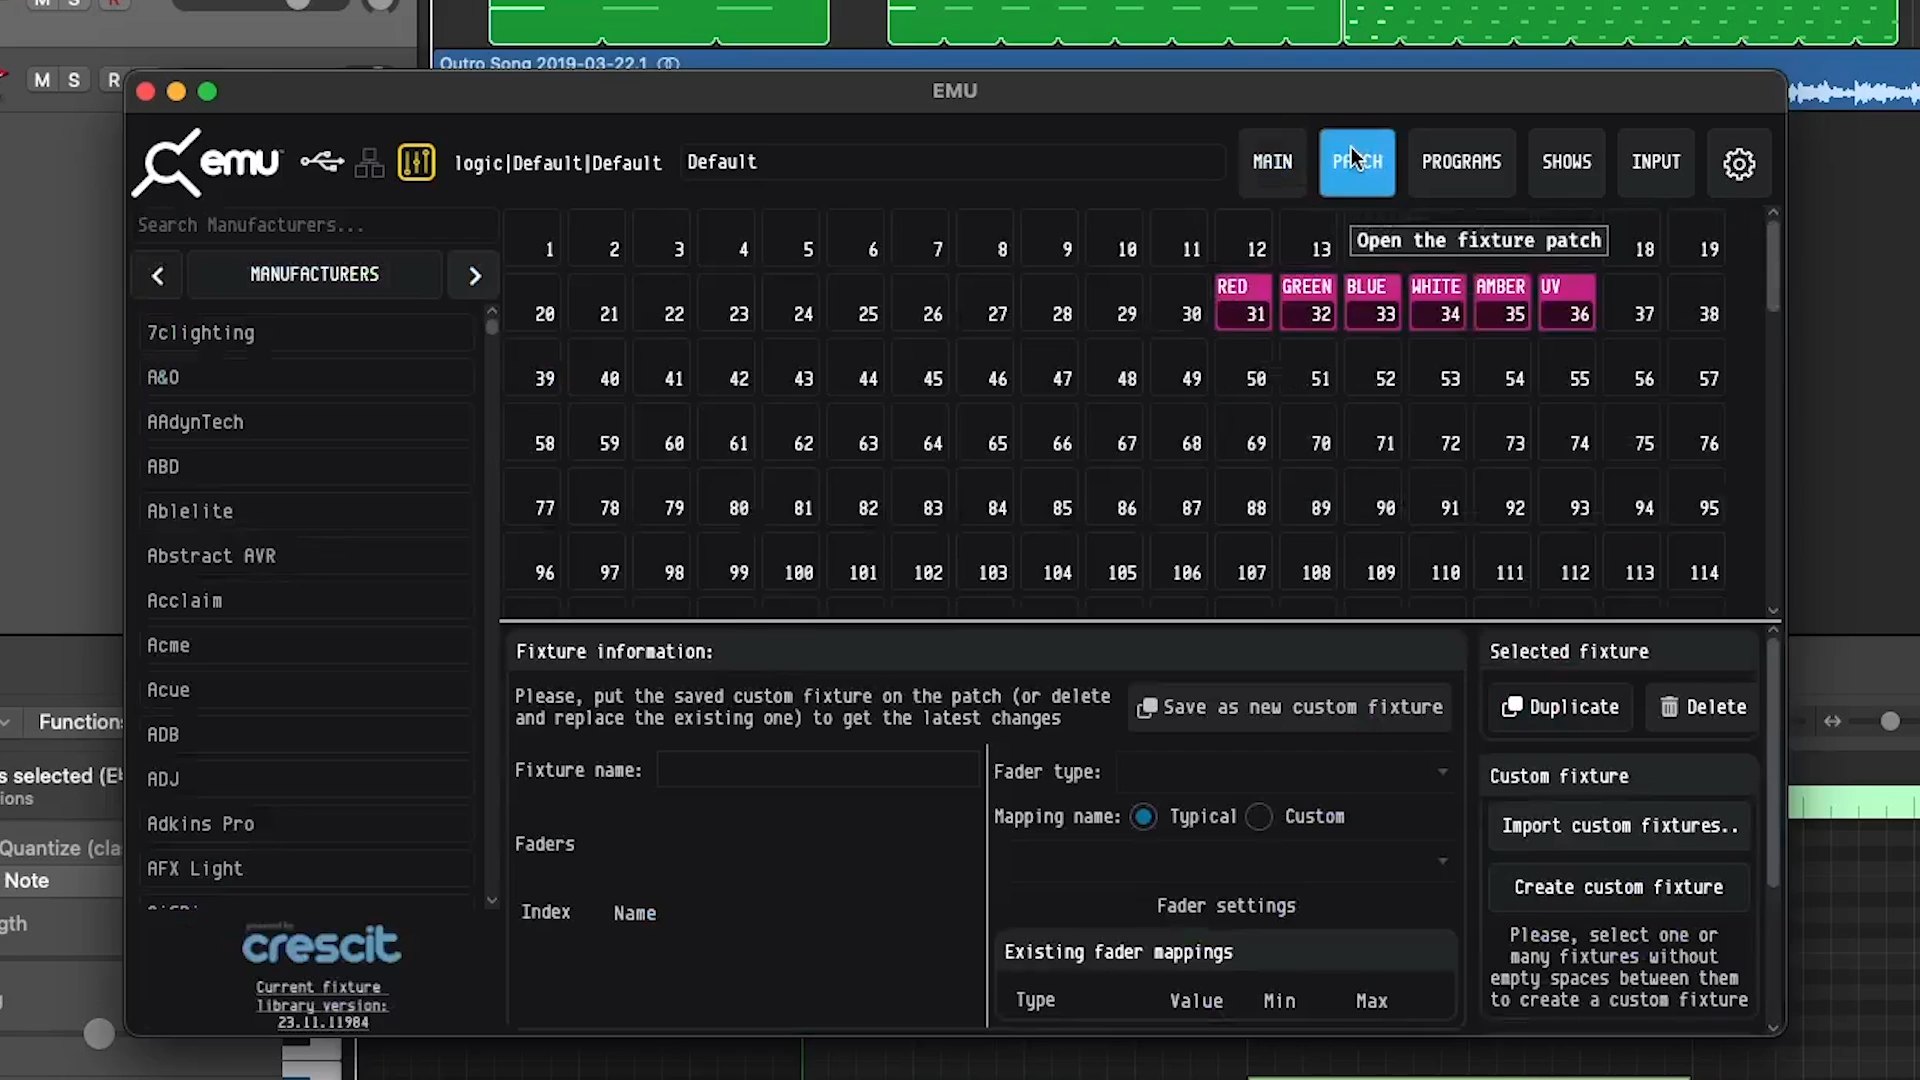 M S R
Outro Song 2019-03-22.1
M S R
EMU
emu
logic|Default|Default
Default
MAIN
PATCH
PROGRAMS
SHOWS
INPUT
Search Manufacturers...
MANUFACTURERS
7clighting
A&O
AAdynTech
ABD
Ablelite
Abstract AVR
Acclaim
Acme
Acue
ADB
ADJ
Adkins Pro
AFX Light
powered by
crescit
Current fixture
library version:
23.11.11984
1 2 3 4 5 6 7 8 9 10 11 12 13 18 19
Open the fixture patch
RED GREEN BLUE WHITE AMBER UV
20 21 22 23 24 25 26 27 28 29 30 31 32 33 34 35 36 37 38
39 40 41 42 43 44 45 46 47 48 49 50 51 52 53 54 55 56 57
58 59 60 61 62 63 64 65 66 67 68 69 70 71 72 73 74 75 76
77 78 79 80 81 82 83 84 85 86 87 88 89 90 91 92 93 94 95
96 97 98 99 100 101 102 103 104 105 106 107 108 109 110 111 112 113 114
Fixture information:
Please, put the saved custom fixture on the patch (or delete
and replace the existing one) to get the latest changes
Save as new custom fixture
Fixture name:
Faders
Index Name
Fader type:
Mapping name: Typical Custom
Fader settings
Existing fader mappings
Type Value Min Max
Selected fixture
Duplicate
Delete
Custom fixture
Import custom fixtures..
Create custom fixture
Please, select one or
many fixtures without
empty spaces between them
to create a custom fixture
Functions
s selected (E
ions
Quantize (cla
Note
gth